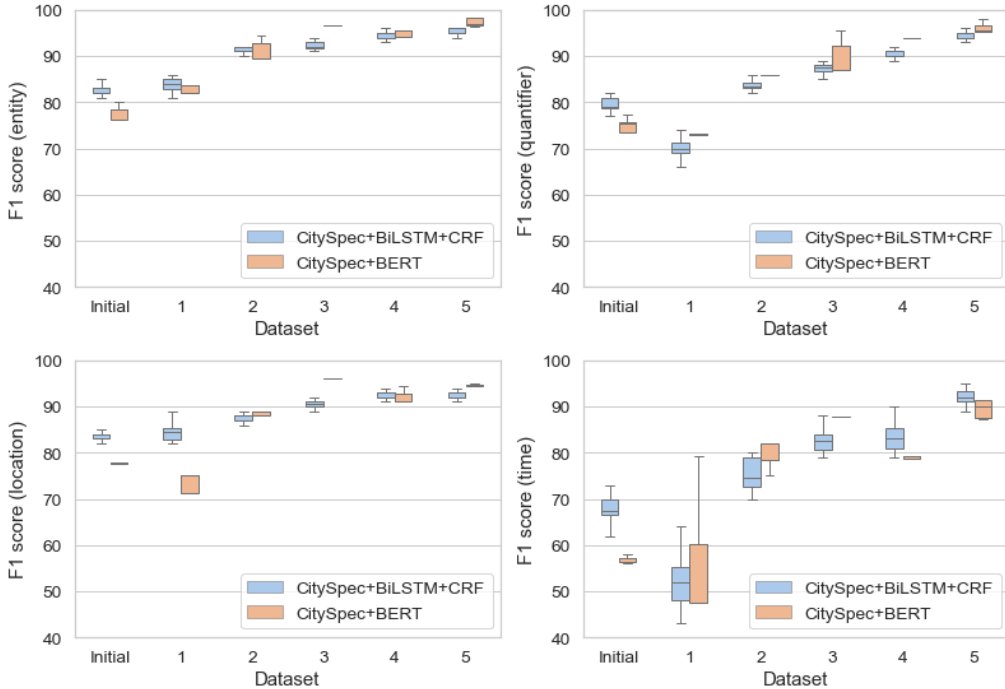 F1 score (entity)
100
90
80
70
60
50
40
CitySpec+BiLSTM+CRF
CitySpec+BERT
Initial 1 2 3 4 5
Dataset
F1 score (quantifier)
100
90
80
70
60
50
40
CitySpec+BiLSTM+CRF
CitySpec+BERT
Initial 1 2 3 4 5
Dataset
F1 score (location)
100
90
80
70
60
50
40
CitySpec+BiLSTM+CRF
CitySpec+BERT
Initial 1 2 3 4 5
Dataset
F1 score (time)
100
90
80
70
60
50
40
CitySpec+BiLSTM+CRF
CitySpec+BERT
Initial 1 2 3 4 5
Dataset